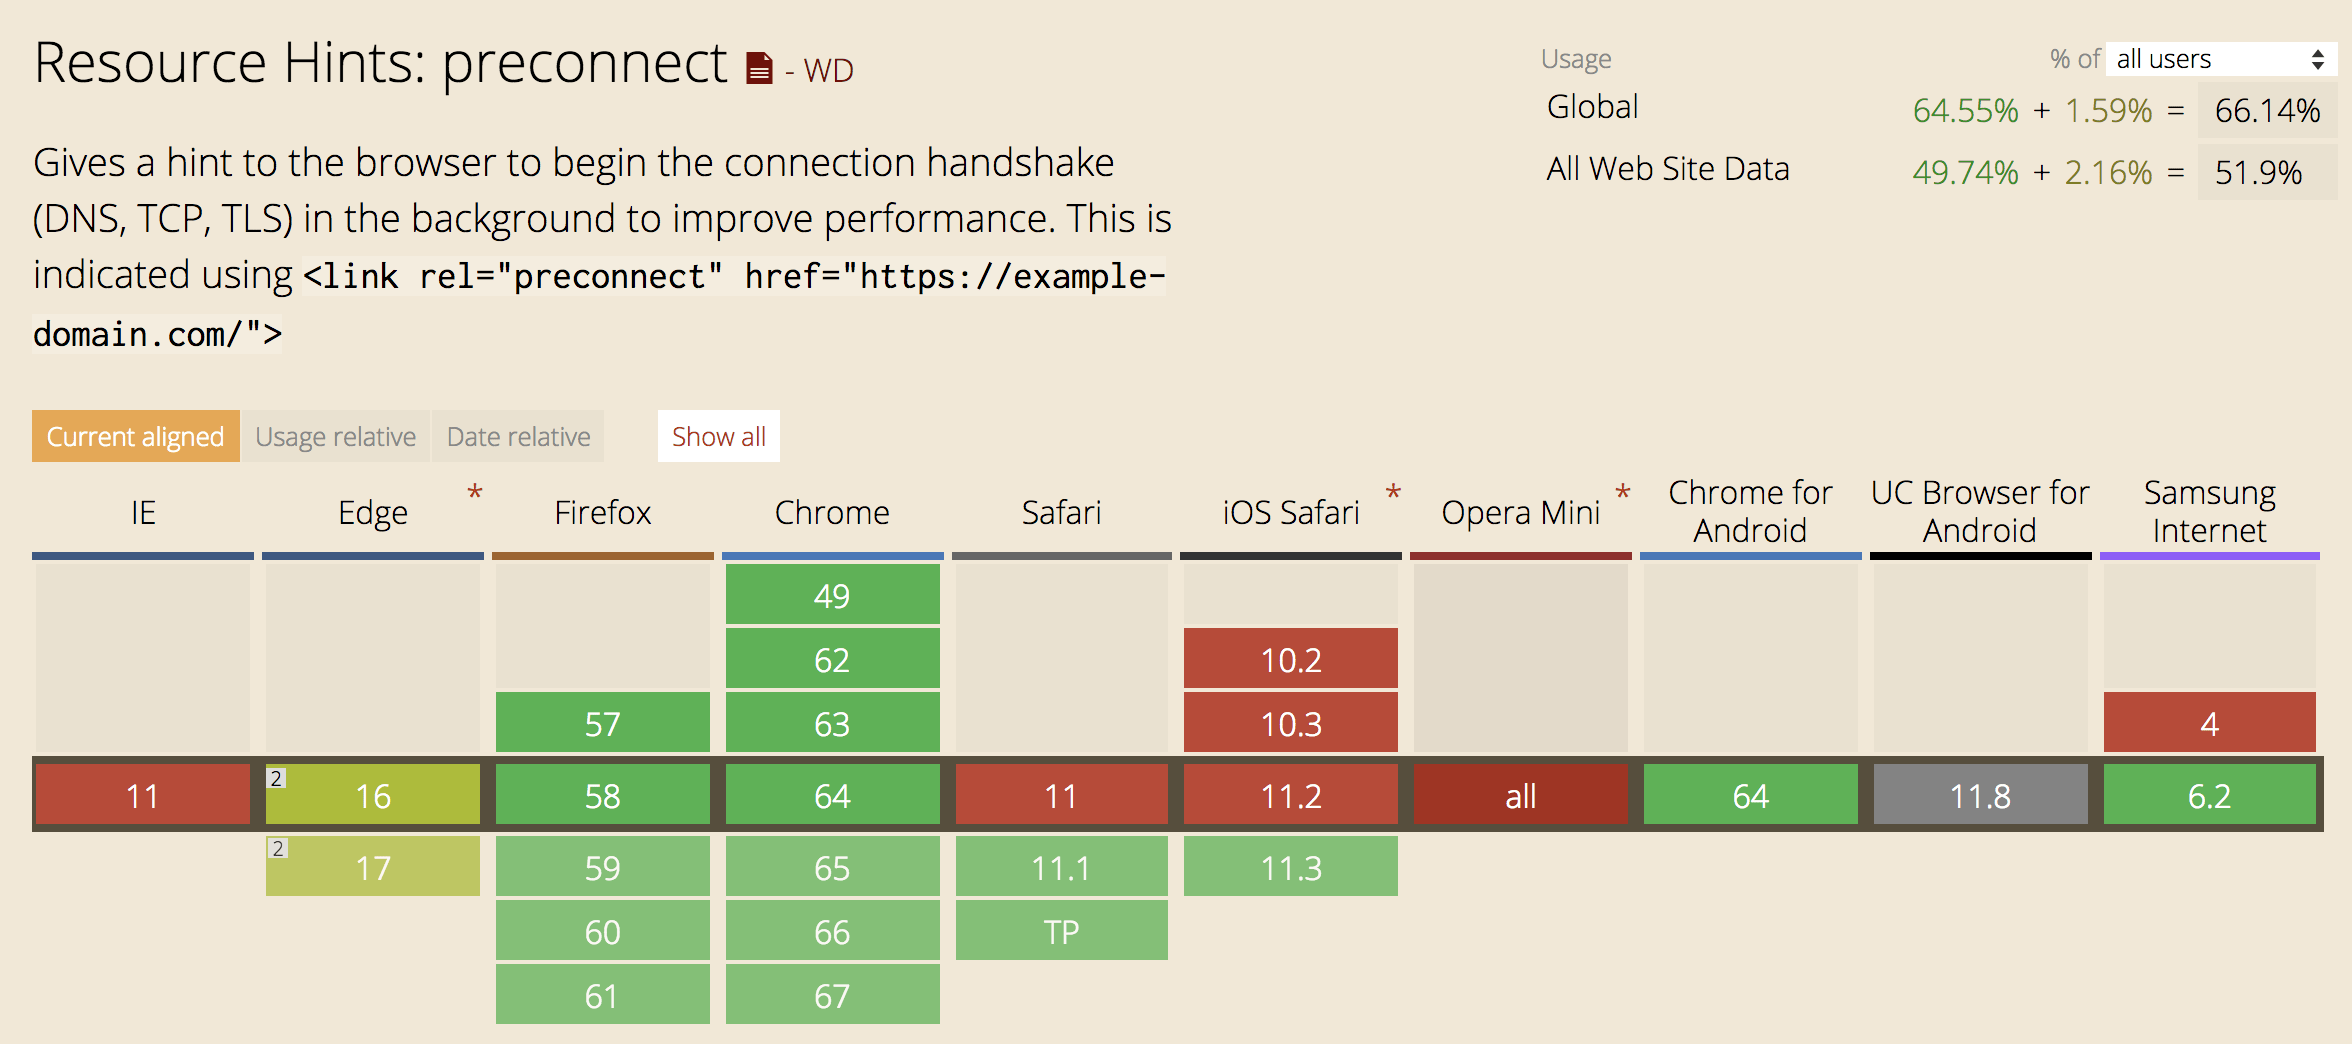 Resource Hints: preconnect - WD
Usage % of all users
Global 64.55% + 1.59% = 66.14%
All Web Site Data 49.74% + 2.16% = 51.9%
Gives a hint to the browser to begin the connection handshake
(DNS, TCP, TLS) in the background to improve performance. This is
indicated using <link rel="preconnect" href="https://example-
domain.com/">
Current aligned Usage relative Date relative Show all
IE Edge * Firefox Chrome Safari iOS Safari * Opera Mini * Chrome for Android UC Browser for Android Samsung Internet
49
62 10.2
57 63 10.3 4
11 2 16 58 64 11 11.2 all 64 11.8 6.2
2 17 59 65 11.1 11.3
60 66 TP
61 67